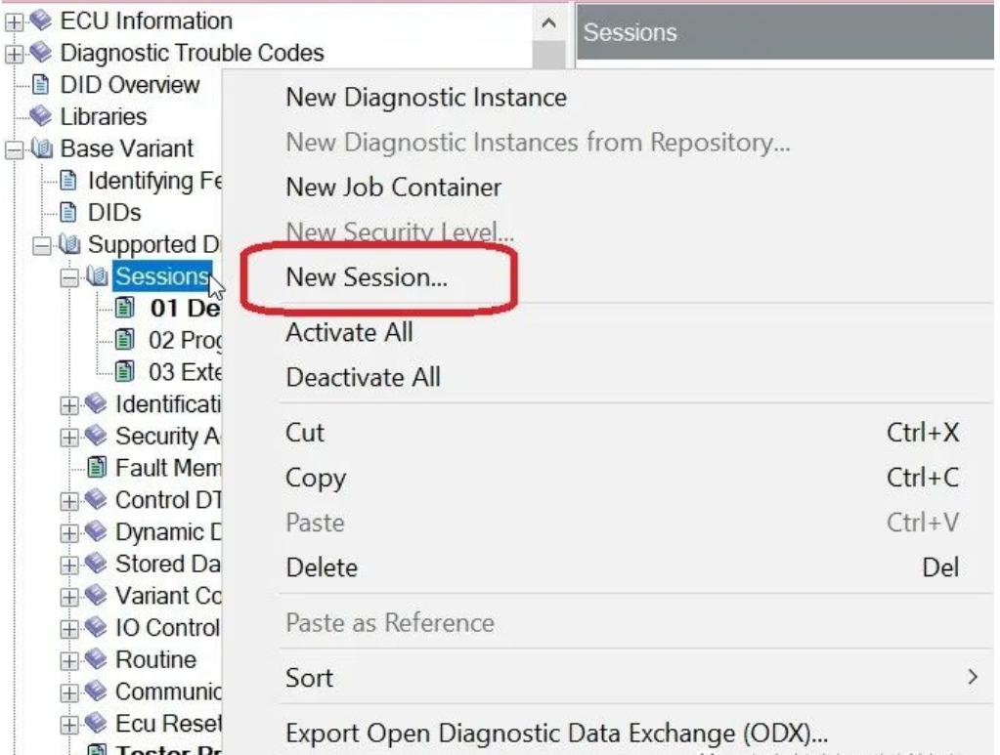 ECU Information
Diagnostic Trouble Codes
DID Overview
Libraries
Base Variant
Identifying Fe
DIDs
Supported D
Sessions
01 De
02 Prog
03 Exte
Identificati
Security A
Fault Mem
Control DT
Dynamic D
Stored Da
Variant Co
IO Control
Routine
Communic
Ecu Reset
Tester Pr
Sessions
New Diagnostic Instance
New Diagnostic Instances from Repository...
New Job Container
New Security Level...
New Session...
Activate All
Deactivate All
Cut Ctrl+X
Copy Ctrl+C
Paste Ctrl+V
Delete Del
Paste as Reference
Sort
Export Open Diagnostic Data Exchange (ODX)...